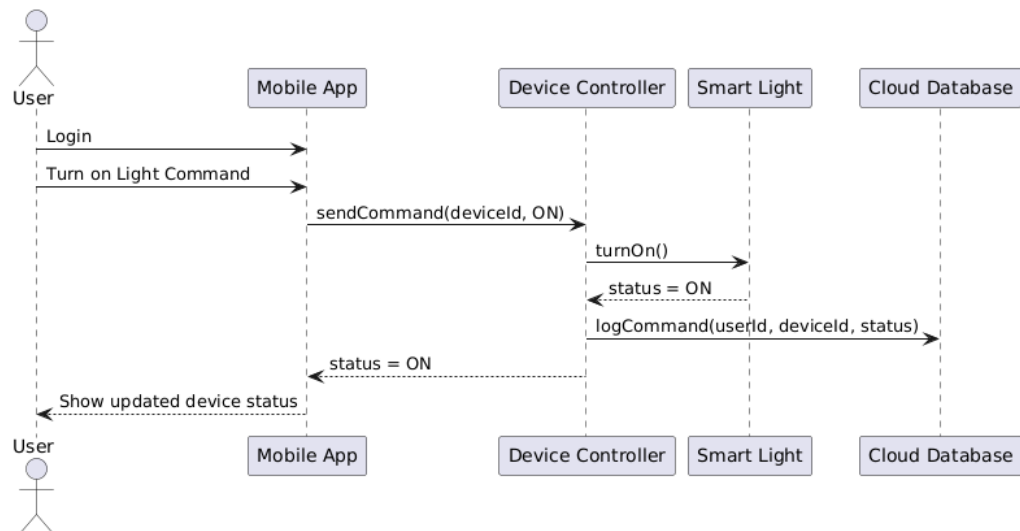 User
Mobile App
Device Controller
Smart Light
Cloud Database
Login
Turn on Light Command
sendCommand(deviceId, ON)
turnOn()
status = ON
logCommand(userId, deviceId, status)
status = ON
Show updated device status
User
Mobile App
Device Controller
Smart Light
Cloud Database